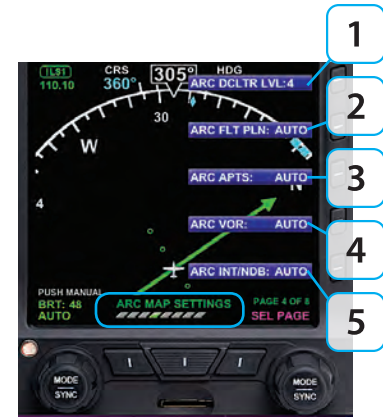 1
ILS1
110.10
CRS
360°
305°
HDG
ARC DCLTR LVL:4
2
30
ARC FLT PLN: AUTO
W
3
ARC APTS: AUTO
N
4
4
ARC VOR: AUTO
ARC INT/NDB: AUTO
5
PUSH MANUAL
BRT: 48
AUTO
ARC MAP SETTINGS
PAGE 4 OF 8
SEL PAGE
MODE
SYNC
MODE
SYNC